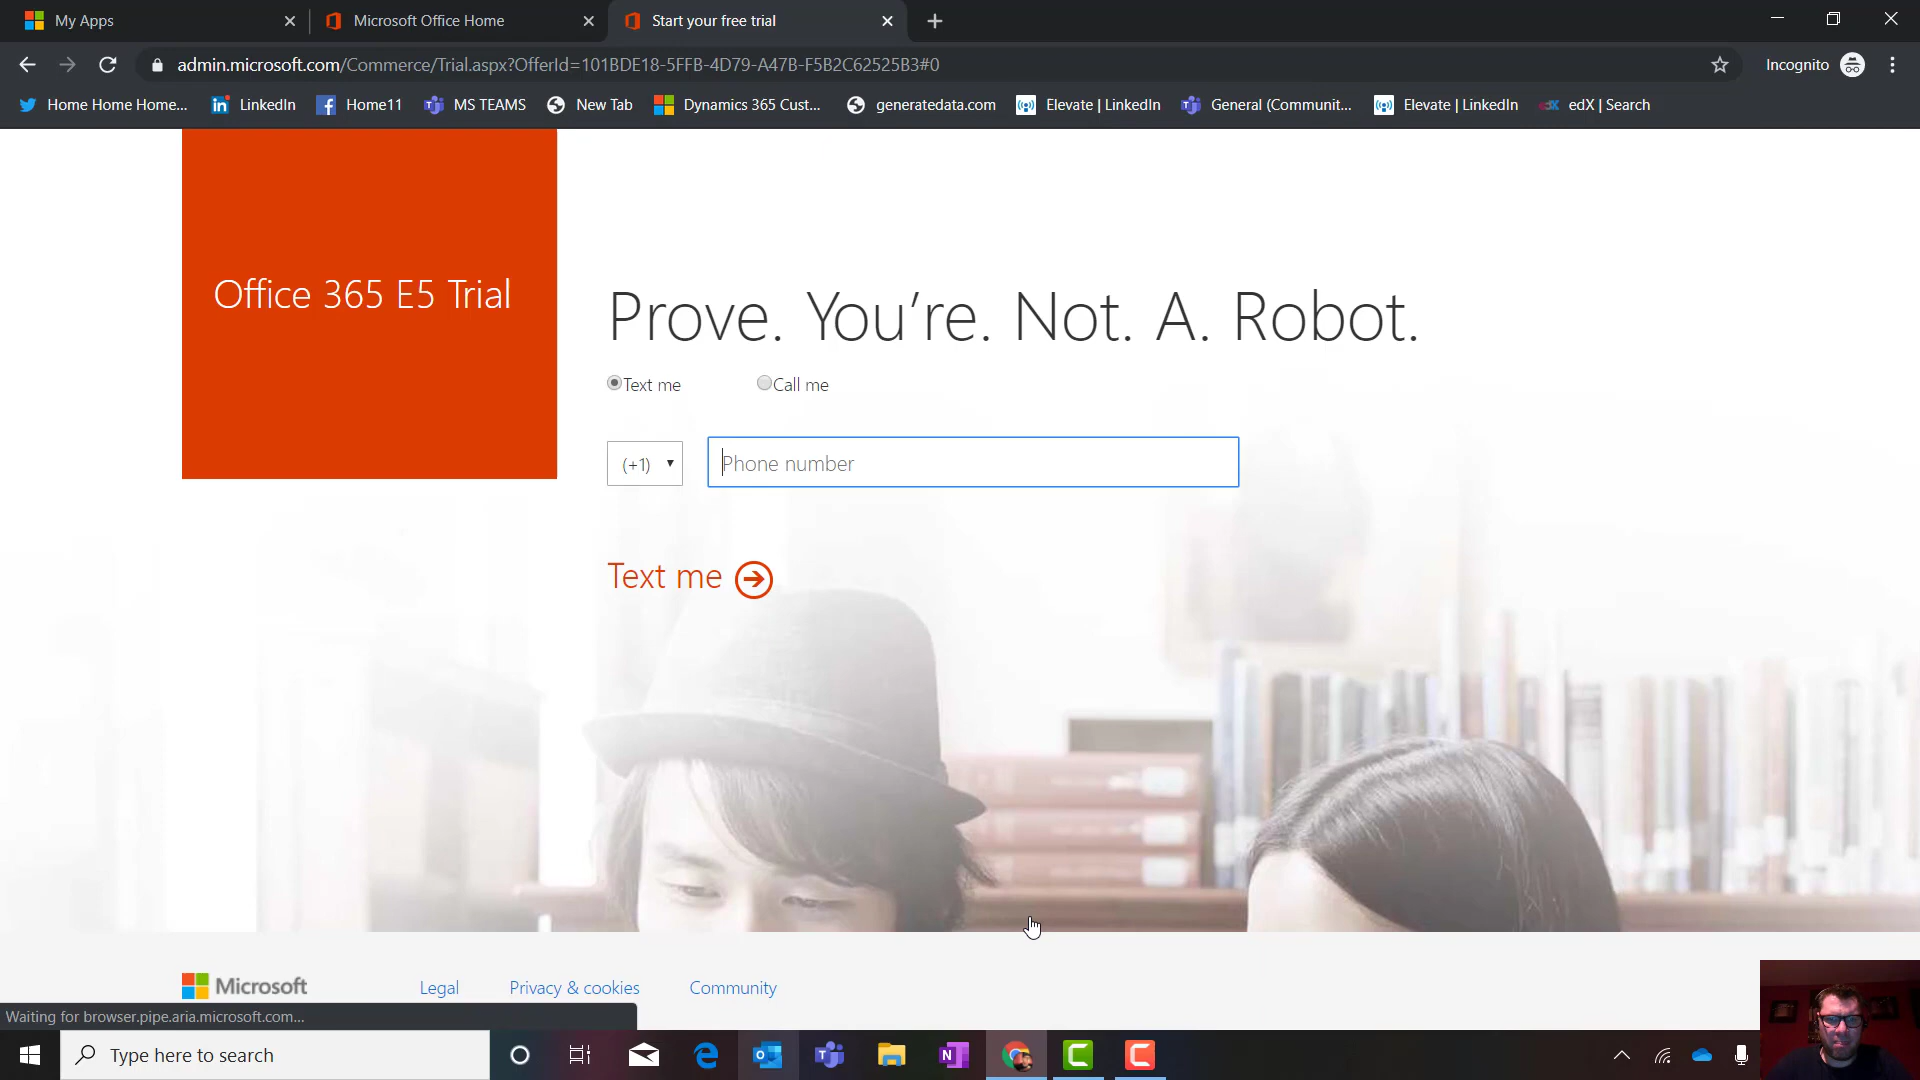 My Apps
Microsoft Office Home
Start your free trial
admin.microsoft.com/Commerce/Trial.aspx?OfferId=101BDE18-5FFB-4D79-A47B-F5B2C62525B3#0
Incognito
Home Home Home...
LinkedIn
Home11
MS TEAMS
New Tab
Dynamics 365 Cust...
generatedata.com
Elevate | LinkedIn
General (Communit...
Elevate | LinkedIn
edX | Search
Office 365 E5 Trial
Prove. You’re. Not. A. Robot.
Text me
Call me
(+1)
Phone number
Text me
Microsoft
Legal
Privacy & cookies
Community
Waiting for browser.pipe.aria.microsoft.com...
Type here to search